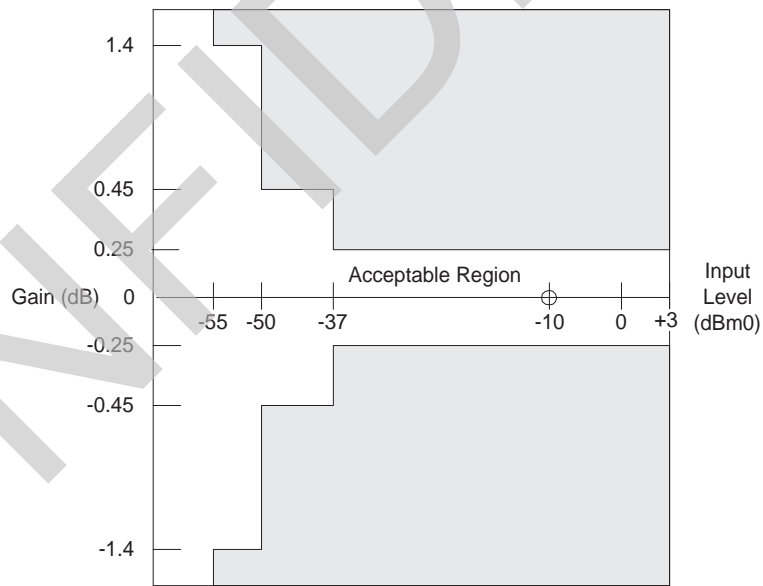 1.4
0.45
0.25
Acceptable Region
Gain (dB) 0
Input
Level
(dBm0)
-55 -50 -37 -10 0 +3
-0.25
-0.45
-1.4